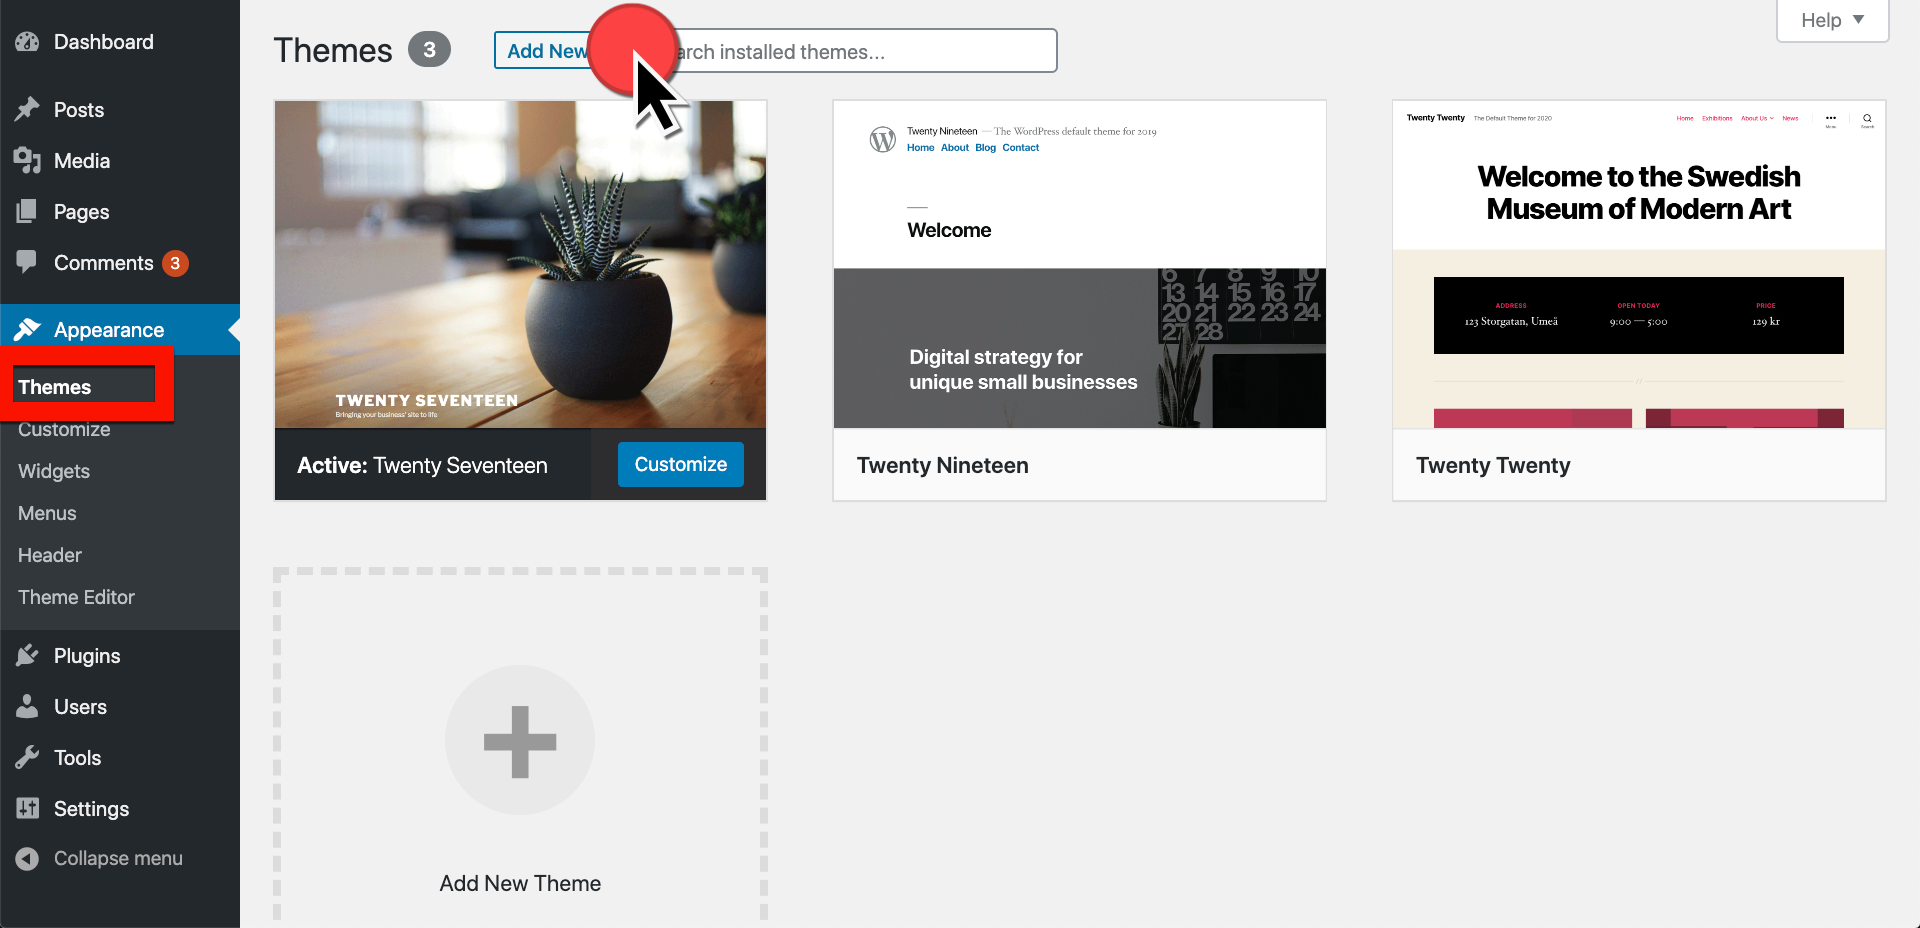 Dashboard
Posts
Media
Pages
Comments 3
Appearance
Themes
Customize
Widgets
Menus
Header
Theme Editor
Plugins
Users
Tools
Settings
Collapse menu
Themes 3
Add New
arch installed themes...
Help
TWENTY SEVENTEEN
Bringing your business' site to life
Active: Twenty Seventeen
Customize
Twenty Nineteen — The WordPress default theme for 2019
Home About Blog Contact
Welcome
6 7 8 9 10
13 14 15 16 17
20 21 22 23 24
27 28
Digital strategy for
unique small businesses
Twenty Nineteen
Twenty Twenty The Default Theme for 2020
Home Exhibitions About Us News
Menu
Search
Welcome to the Swedish
Museum of Modern Art
ADDRESS
123 Storgatan, Umeå
OPEN TODAY
9:00 — 5:00
PRICE
129 kr
Twenty Twenty
Add New Theme